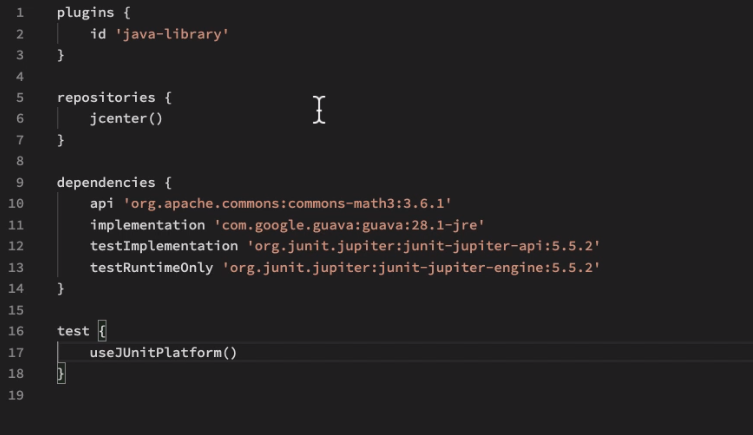 1 plugins {
2 id 'java-library'
3 }
4
5 repositories {
6 jcenter()
7 }
8
9 dependencies {
10 api 'org.apache.commons:commons-math3:3.6.1'
11 implementation 'com.google.guava:guava:28.1-jre'
12 testImplementation 'org.junit.jupiter:junit-jupiter-api:5.5.2'
13 testRuntimeOnly 'org.junit.jupiter:junit-jupiter-engine:5.5.2'
14 }
15
16 test {
17 useJUnitPlatform()
18 }
19